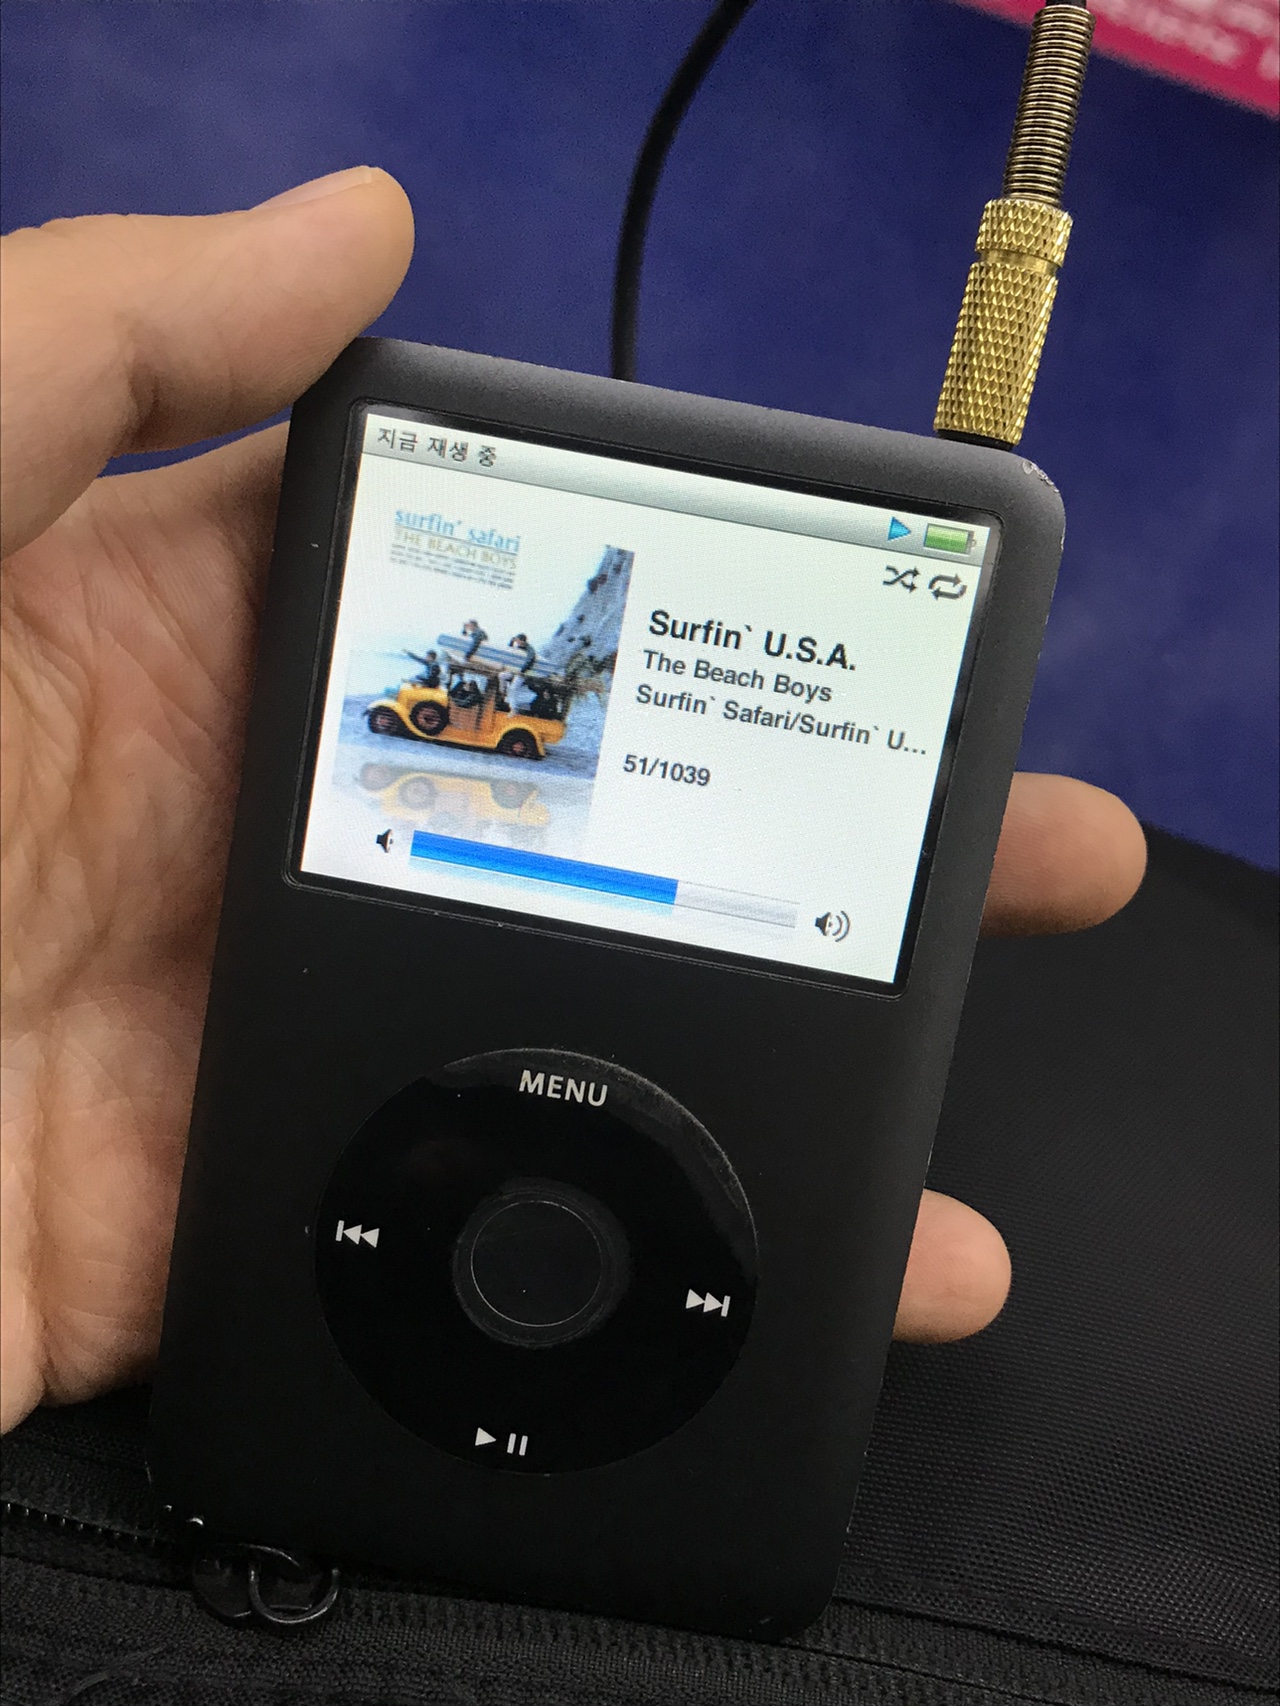 지금 재생 중
surfin' safari
THE BEACH BOYS
Surfin` U.S.A.
The Beach Boys
Surfin` Safari/Surfin` U...
51/1039
MENU